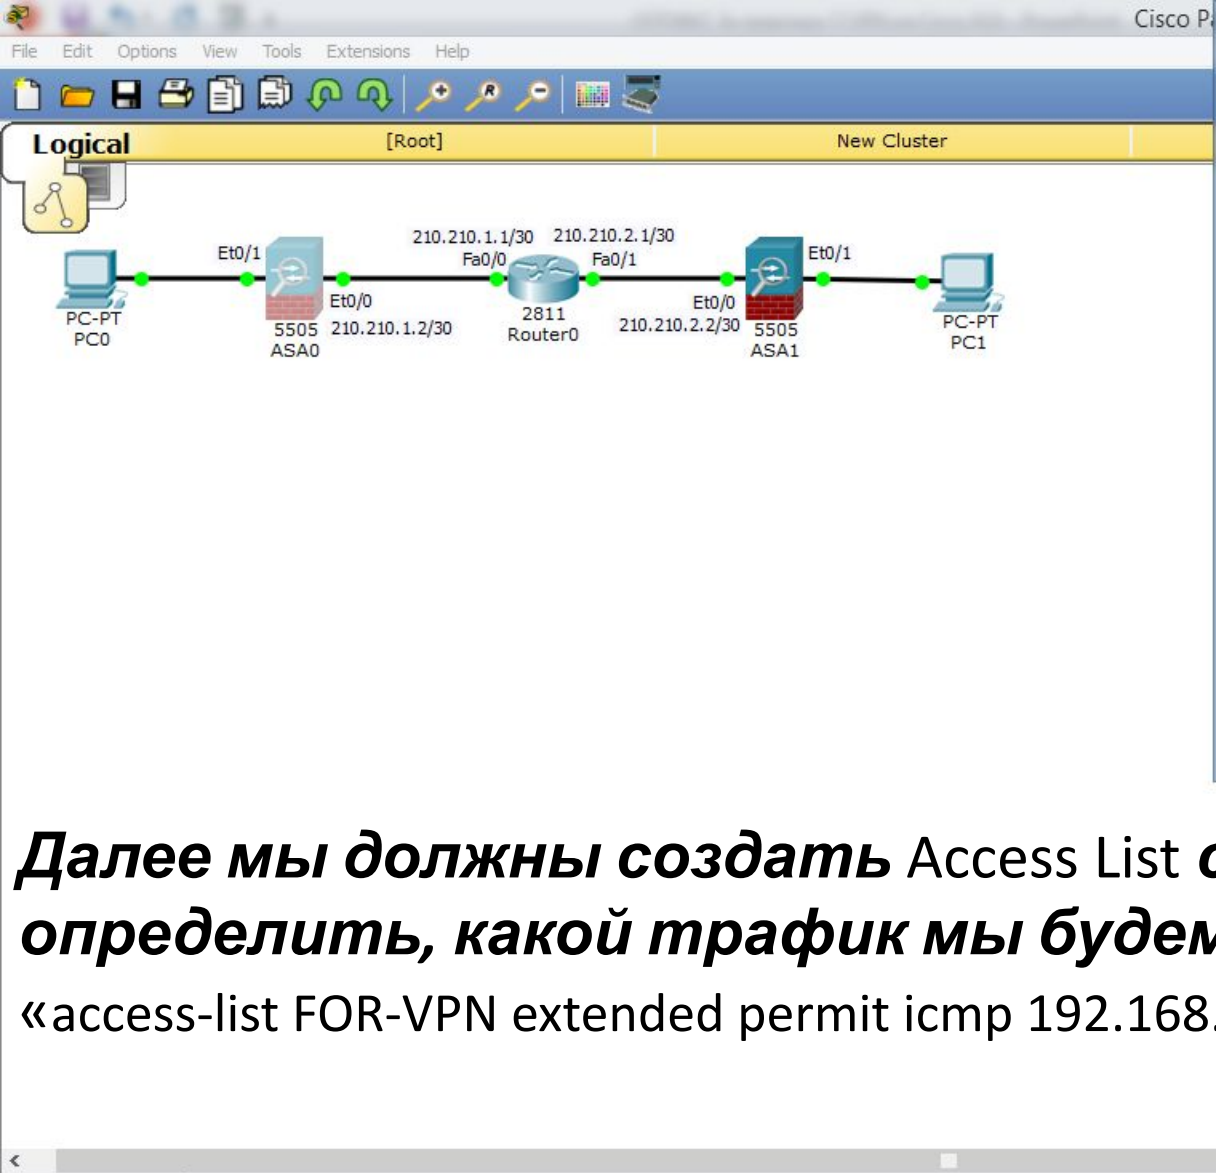 Cisco Pa
File Edit Options View Tools Extensions Help
Logical [Root] New Cluster
210.210.1.1/30 210.210.2.1/30
Et0/1 Fa0/0 Fa0/1 Et0/1
Et0/0 Et0/0
210.210.1.2/30 210.210.2.2/30
PC-PT
PC0
5505
ASA0
2811
Router0
5505
ASA1
PC-PT
PC1
Далее мы должны создать Access List
определить, какой трафик мы будем
«access-list FOR-VPN extended permit icmp 192.168.